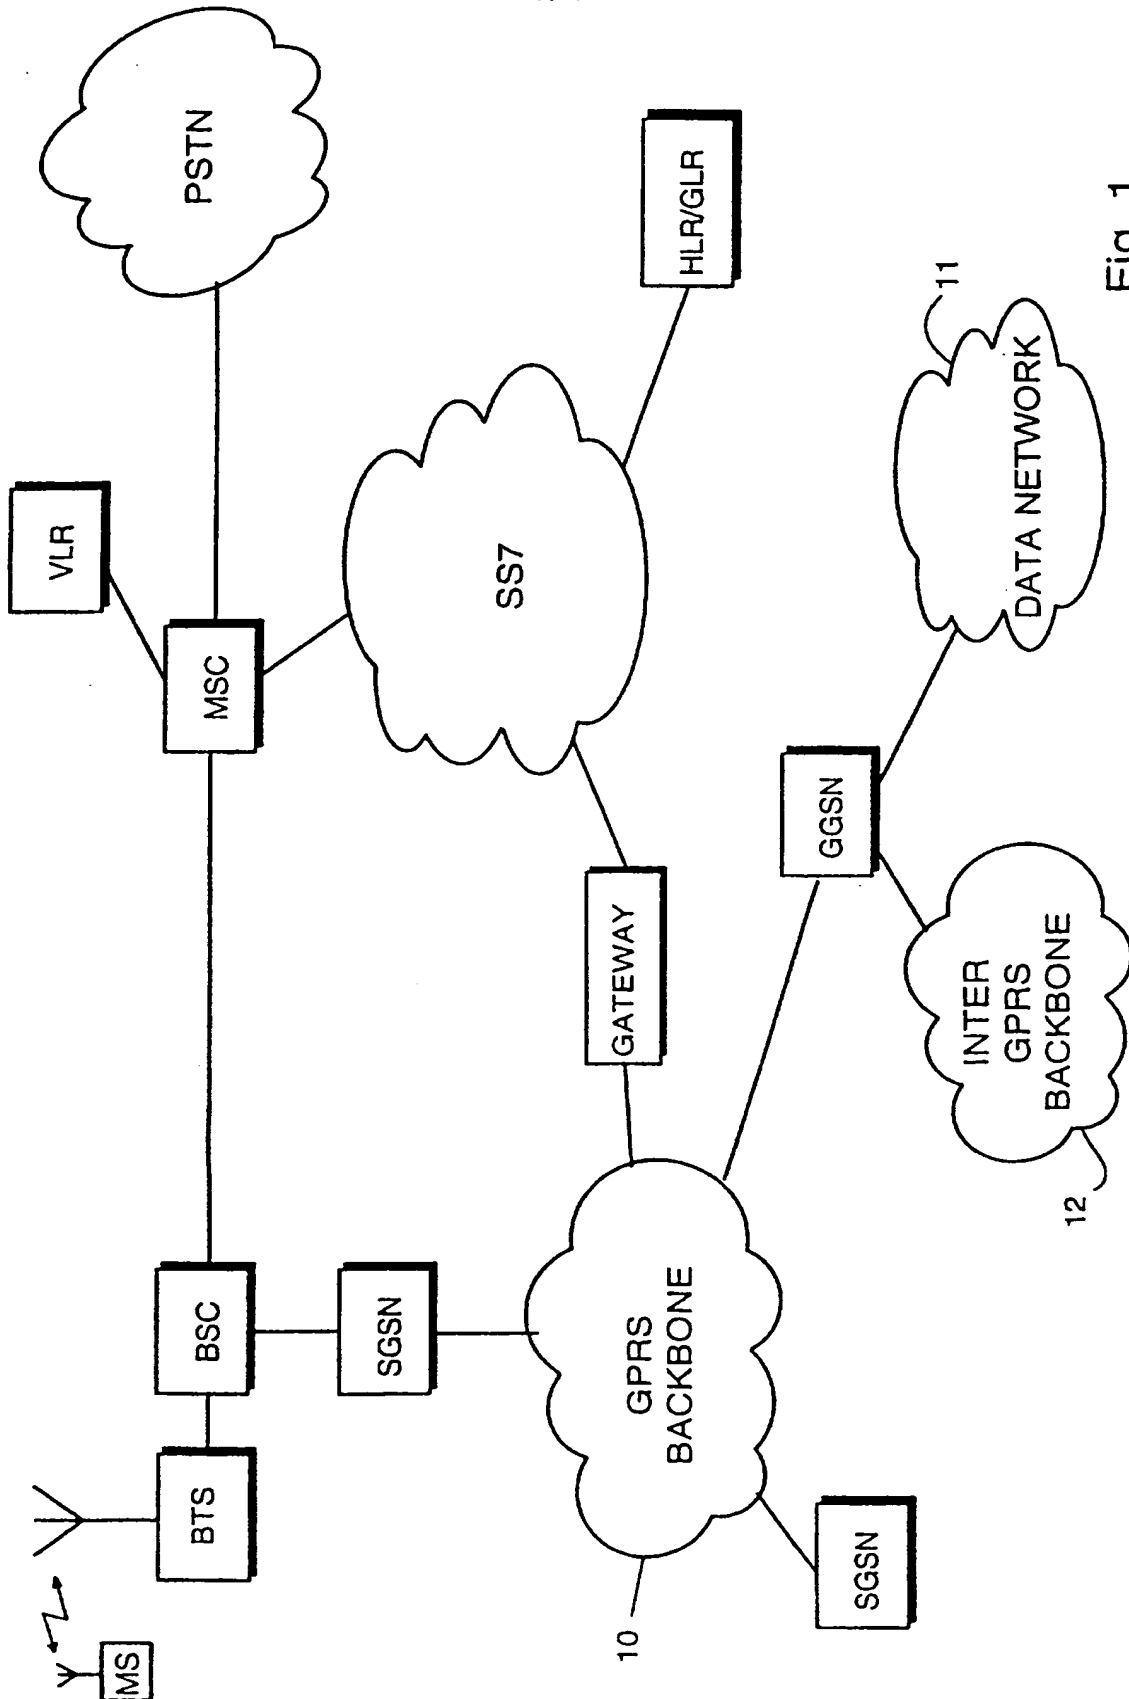 MS
BTS
BSC
MSC
VLR
PSTN
SGSN
SS7
HLR/GLR
GATEWAY
10
GPRS
BACKBONE
SGSN
GGSN
11
DATA NETWORK
12
INTER
GPRS
BACKBONE
Fig. 1